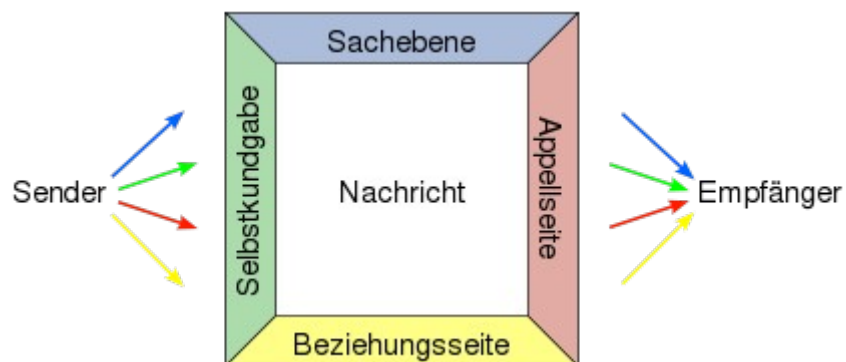 Sachebene
Sender
Selbstkundgabe
Nachricht
Appellseite
Empfänger
Beziehungsseite